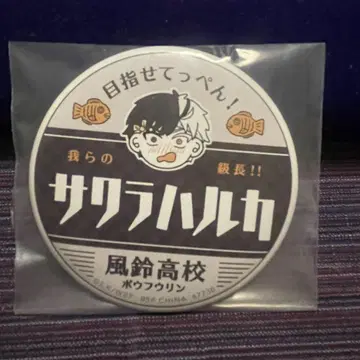 目指せてっぺん!
我らの 級長!!
サクラハルカ
風鈴高校
ボウフウリン
CHINA